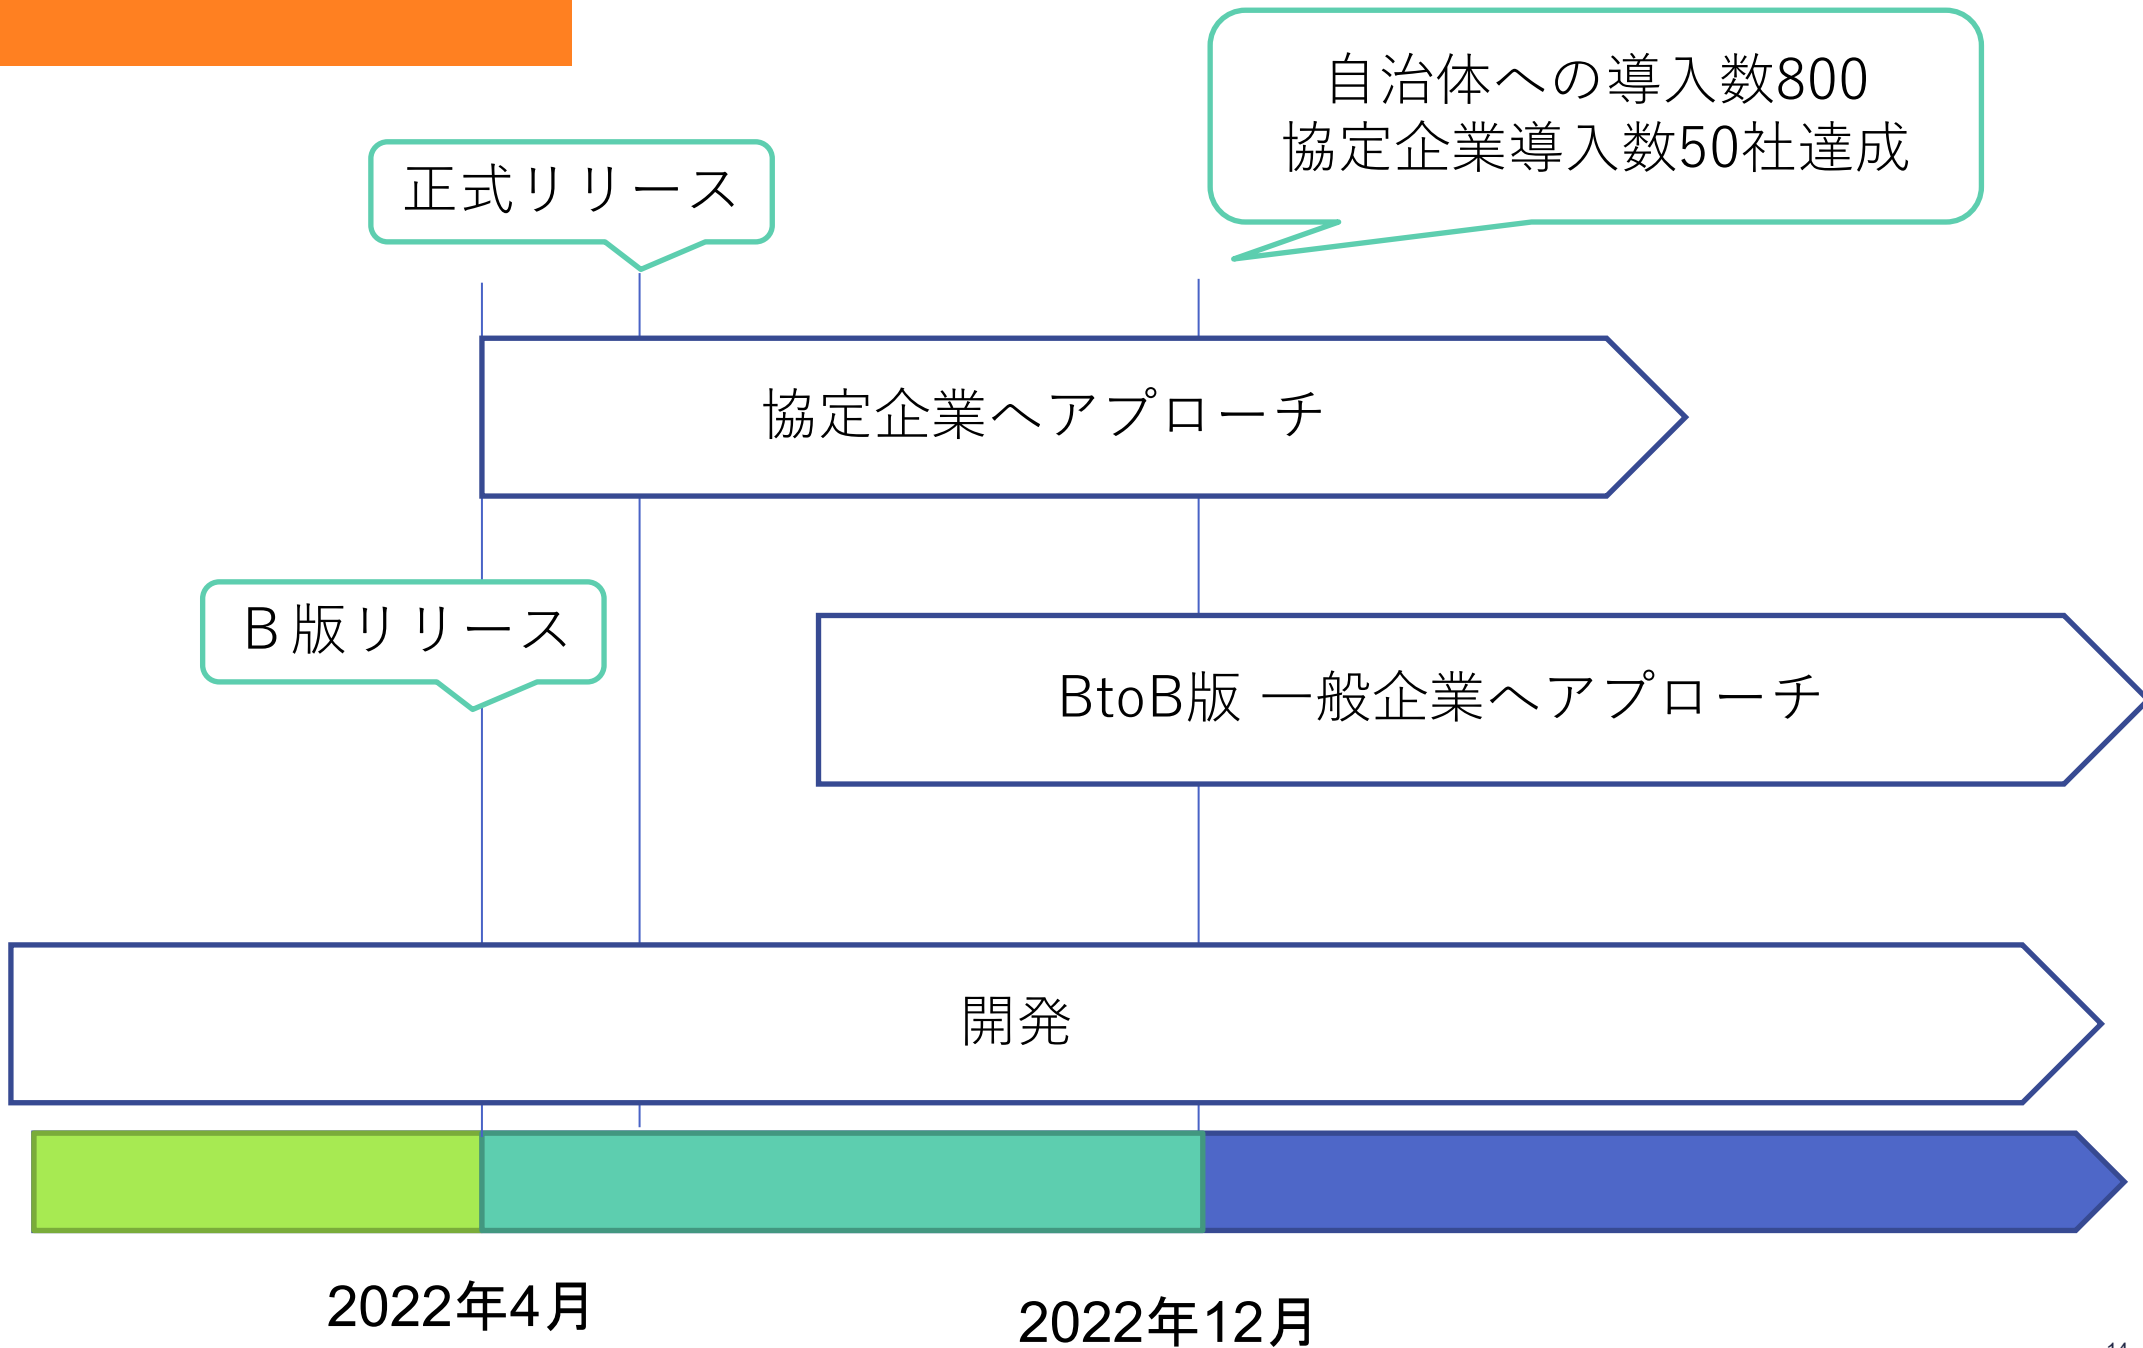 自治体への導入数800
協定企業導入数50社達成
正式リリース
協定企業へアプローチ
B版リリース
BtoB版 一般企業へアプローチ
開発
2022年4月
2022年12月
14